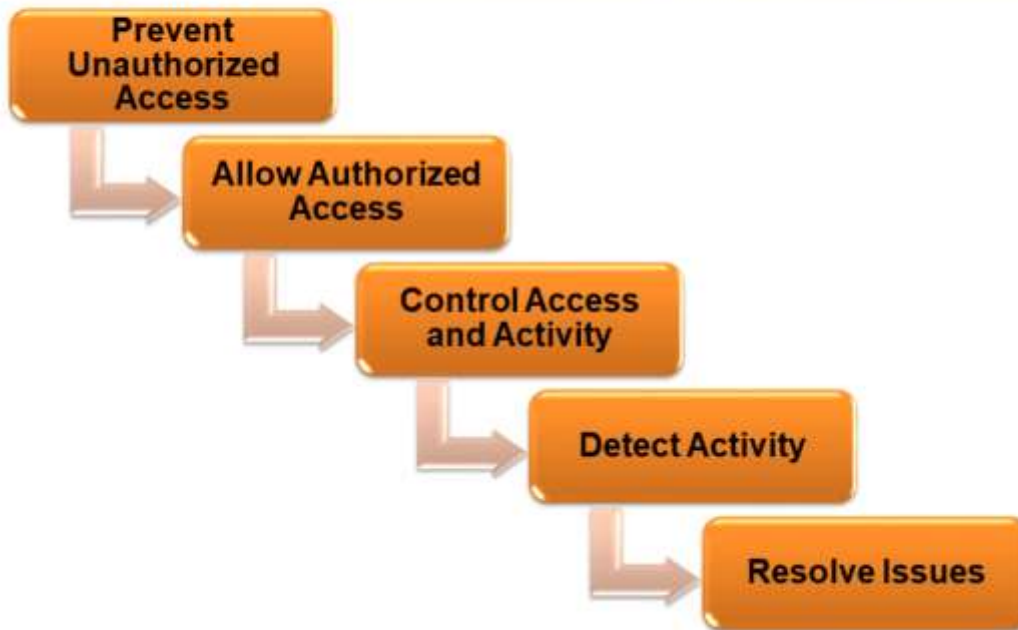 Prevent
Unauthorized
Access
Allow Authorized
Access
Control Access
and Activity
Detect Activity
Resolve Issues